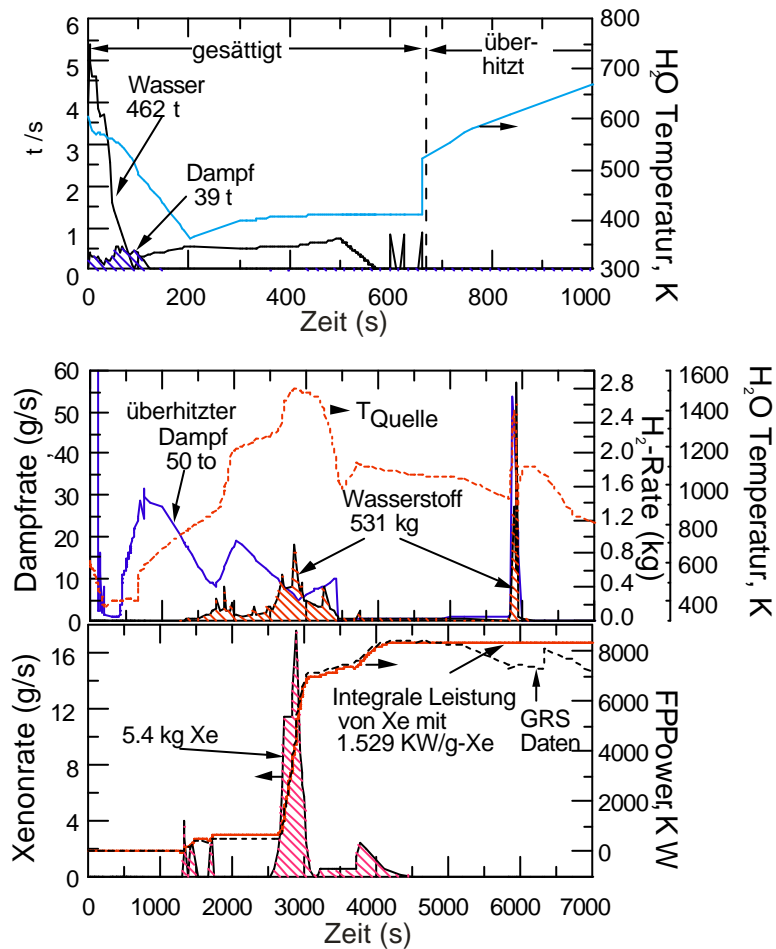 6
5
4
3
2
1
0
t /s
gesättigt
über-
hitzt
Wasser
462 t
Dampf
39 t
800
700
600
500
400
300
H2O Temperatur, K
0
200
400
600
800
1000
Zeit (s)
60
50
40
30
20
10
0
Dampfrate (g/s)
überhitzter
Dampf
50 to
TQuelle
Wasserstoff
531 kg
2.8
2.4
2.0
1.6
1.2
0.8
0.4
0.0
H2-Rate (kg)
1600
1400
1200
1000
800
600
400
H2O Temperatur
16
12
8
4
2
0
Xenonrate (g/s)
5.4 kg Xe
Integrale Leistung
von Xe mit
1.529 KW/g-Xe
GRS
Daten
8000
6000
4000
2000
0
FPPower, KW
0
1000
2000
3000
4000
5000
6000
7000
Zeit (s)